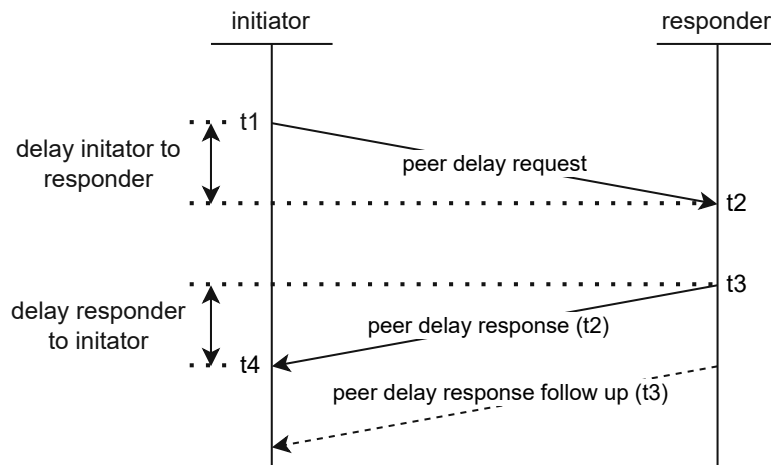 initiator
responder
t1
delay initator to
responder
peer delay request
t2
t3
delay responder
to initator
peer delay response (t2)
t4
peer delay response follow up (t3)